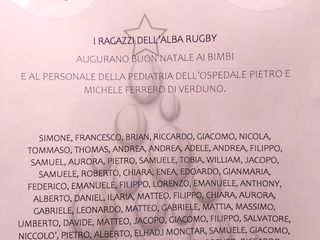 I RAGAZZI DELL'ALBA RUGBY
AUGURANO BUON NATALE AI BIMBI
E AL PERSONALE DELLA PEDIATRIA DELL'OSPEDALE PIETRO E
MICHELE FERRERO DI VERDUNO.
SIMONE, FRANCESCO, BRIAN, RICCARDO, GIACOMO, NICOLA,
TOMMASO, THOMAS, ANDREA, ANDREA, ADELE, ANDREA, FILIPPO,
SAMUEL, AURORA, PIETRO, SAMUELE, TOBIA, WILLIAM, JACOPO,
SAMUELE, ROBERTO, CHIARA, ENEA, EDOARDO, GIANMARIA,
FEDERICO, EMANUELE, FILIPPO, LORENZO, EMANUELE, ANTHONY,
ALBERTO, DANIEL, ILARIA, MATTEO, FILIPPO, CHIARA, AURORA,
GABRIELE, LEONARDO, MATTEO, GABRIELE, MATTIA, MASSIMO,
UMBERTO, DAVIDE, MATTEO, JACOPO, GIACOMO, FILIPPO, SALVATORE,
NICCOLO', PIETRO, ALBERTO, ELHADJ MONCTAR, SAMUELE, GIACOMO,